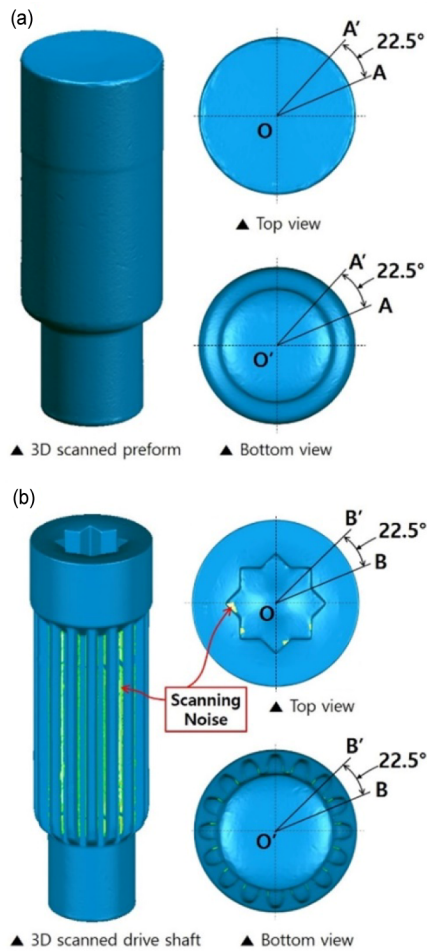 (a)
A'
22.5°
A
O
▲ Top view
A'
22.5°
A
O'
▲ 3D scanned preform
▲ Bottom view
(b)
B'
22.5°
B
O
Scanning
Noise
▲ Top view
B'
22.5°
B
O'
▲ 3D scanned drive shaft
▲ Bottom view